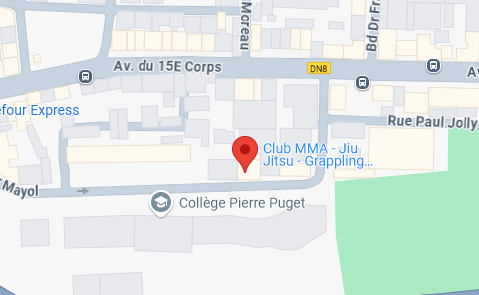 Moreau
Bd Dr Fr.
Av. du 15E Corps
DN8
Av
efour Express
Rue Paul Jolly
Club MMA - Jiu
Jitsu - Grappling...
Mayol
Collège Pierre Puget